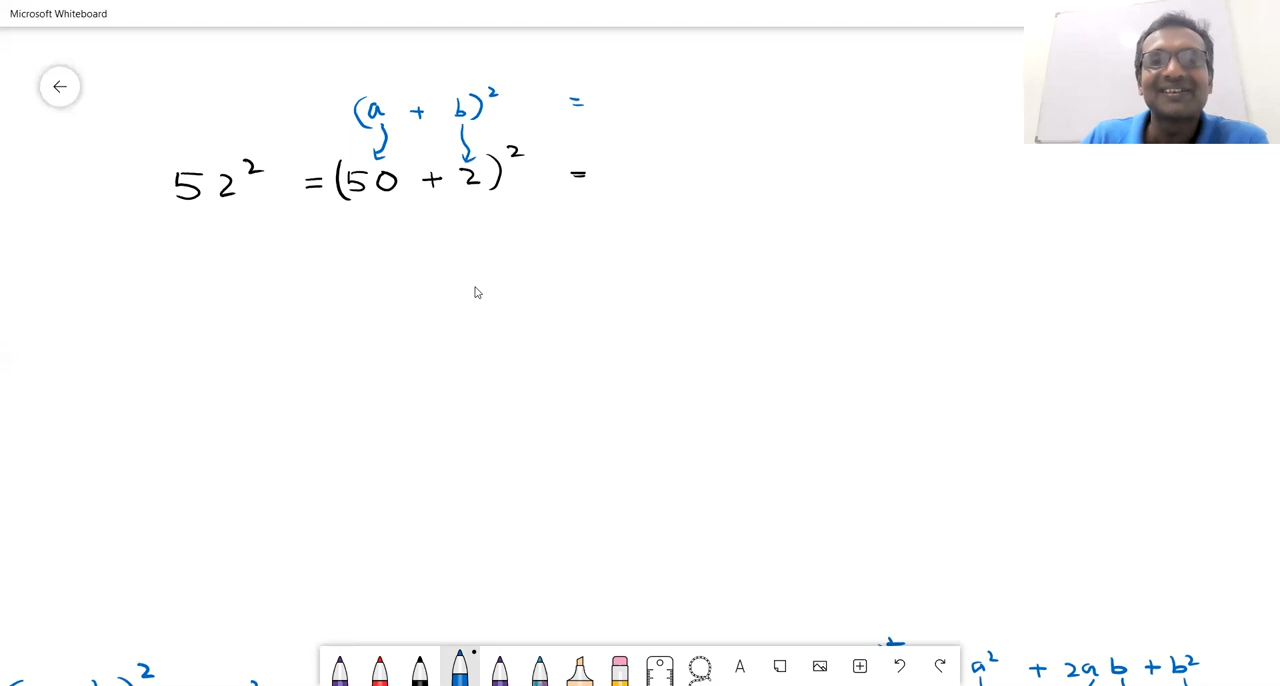 Microsoft Whiteboard
(a + b)² =
52² = (50 + 2)² =
a² + 2ab + b²